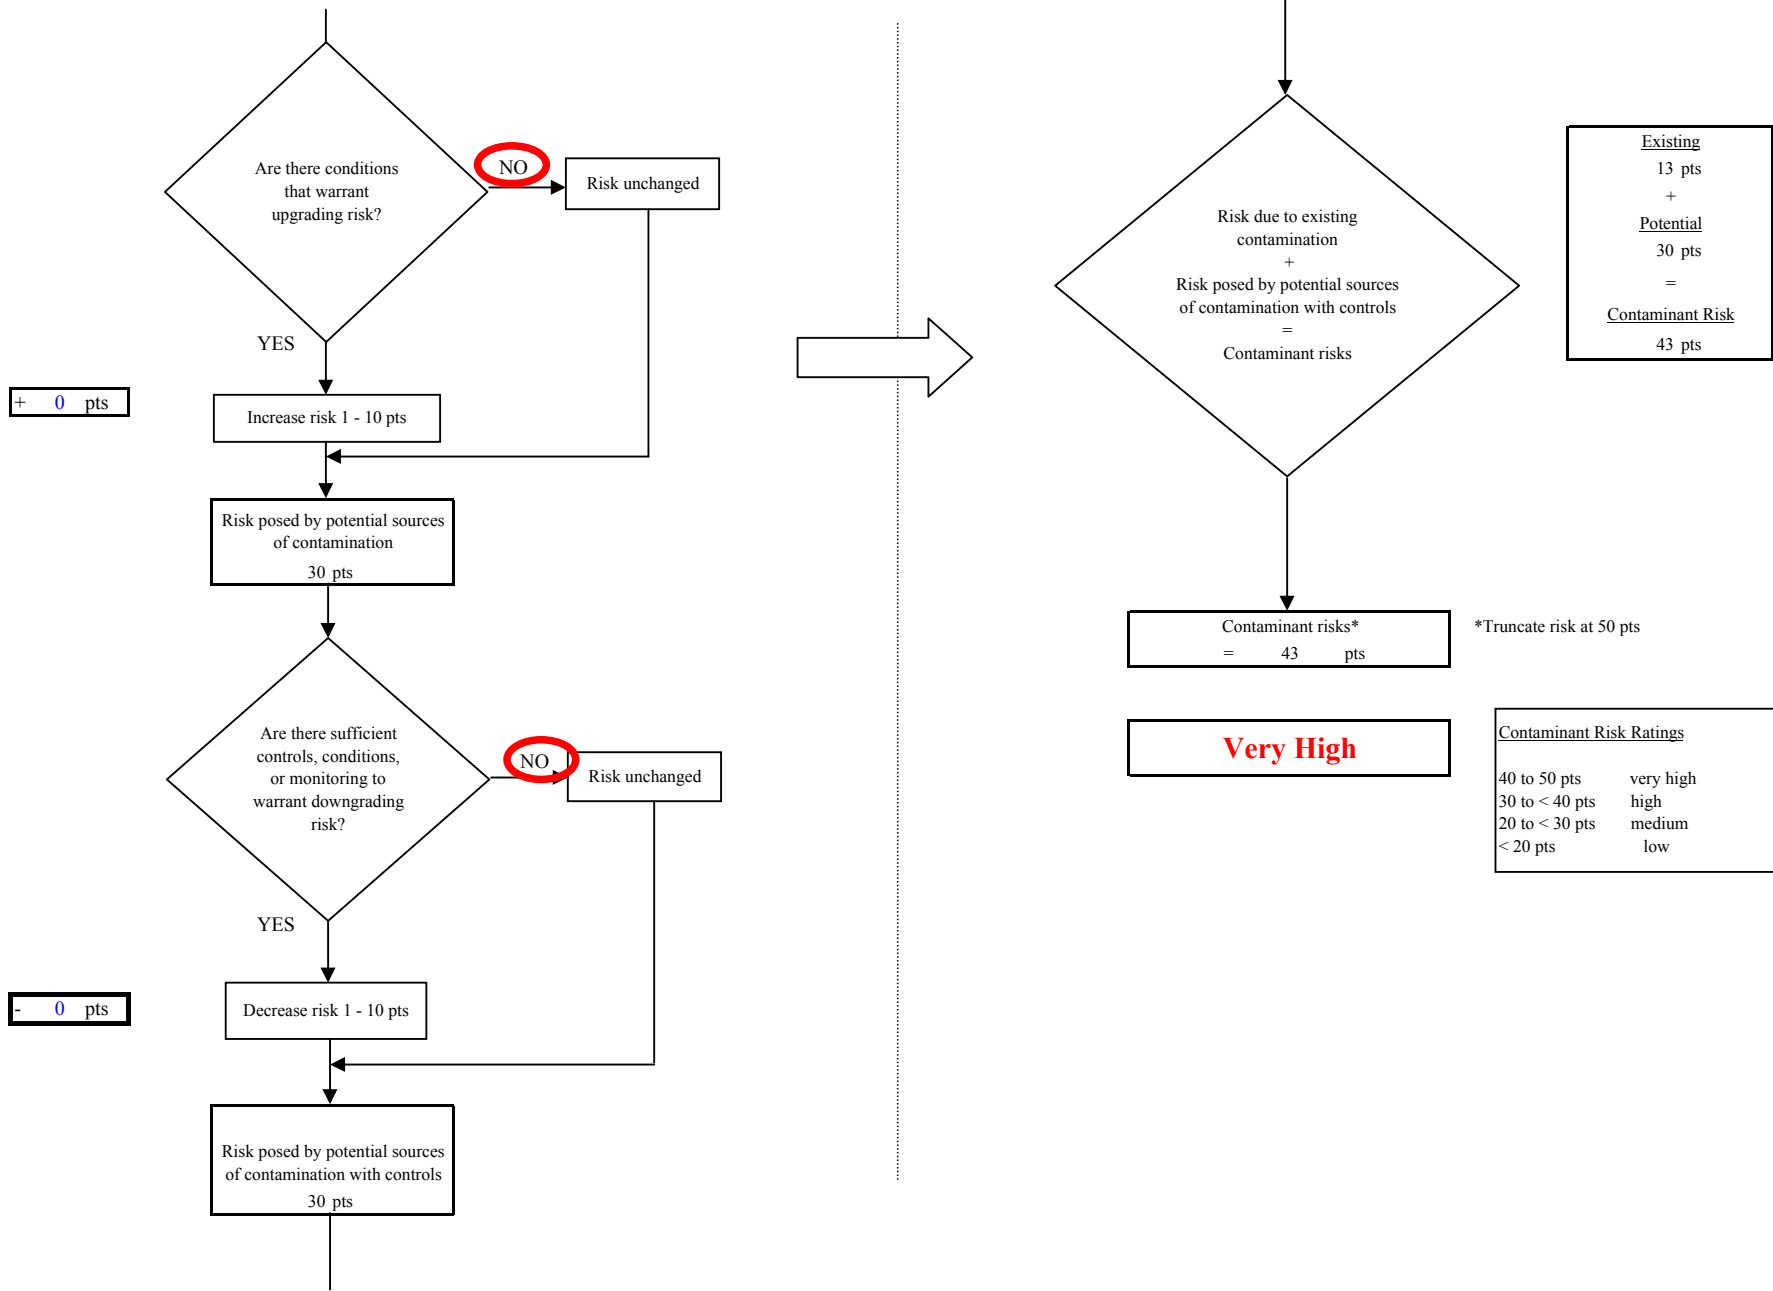 Are there conditions
that warrant
upgrading risk?
NO
Risk unchanged
YES
+ 0 pts
Increase risk 1 - 10 pts
Risk posed by potential sources
of contamination
30 pts
Are there sufficient
controls, conditions,
or monitoring to
warrant downgrading
risk?
NO
Risk unchanged
YES
- 0 pts
Decrease risk 1 - 10 pts
Risk posed by potential sources
of contamination with controls
30 pts
Risk due to existing
contamination
+
Risk posed by potential sources
of contamination with controls
=
Contaminant risks
Existing
13 pts
+
Potential
30 pts
=
Contaminant Risk
43 pts
Contaminant risks*
= 43 pts
*Truncate risk at 50 pts
Very High
Contaminant Risk Ratings
40 to 50 pts very high
30 to < 40 pts high
20 to < 30 pts medium
< 20 pts low